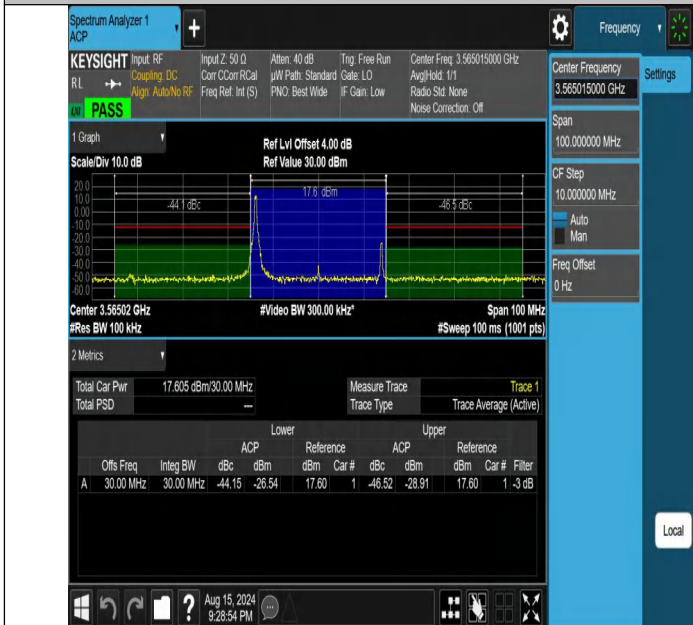 Spectrum Analyzer 1
ACP
+
Frequency
KEYSIGHT Input: RF Input Z: 50 Ω Atten: 40 dB Trig: Free Run Center Freq: 3.565015000 GHz
RL Coupling: DC Corr CCorr RCal µW Path: Standard Gate: LO Avg|Hold: 1/1
Align: Auto/No RF Freq Ref: Int (S) PNO: Best Wide IF Gain: Low Radio Std: None
PASS Noise Correction: Off
Center Frequency
3.565015000 GHz
Settings
Span
100.000000 MHz
CF Step
10.000000 MHz
Auto
Man
Freq Offset
0 Hz
Local
1 Graph
Ref Lvl Offset 4.00 dB
Scale/Div 10.0 dB Ref Value 30.00 dBm
20.0
10.0
0.00
-10.0
-20.0
-30.0
-40.0
-50.0
-60.0
-44.1 dBc 17.6 dBm -46.5 dBc
Center 3.56502 GHz #Video BW 300.00 kHz* Span 100 MHz
#Res BW 100 kHz #Sweep 100 ms (1001 pts)
2 Metrics
Total Car Pwr 17.605 dBm/30.00 MHz Measure Trace Trace 1
Total PSD --- Trace Type Trace Average (Active)
Lower Upper
ACP Reference ACP Reference
Offs Freq Integ BW dBc dBm dBm Car # dBc dBm dBm Car # Filter
A 30.00 MHz 30.00 MHz -44.15 -26.54 17.60 1 -46.52 -28.91 17.60 1 -3 dB
? Aug 15, 2024
9:28:54 PM